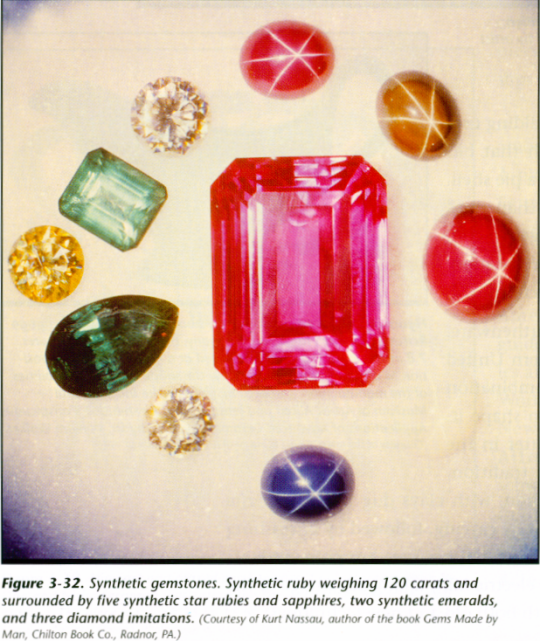 Figure 3-32. Synthetic gemstones. Synthetic ruby weighing 120 carats and
surrounded by five synthetic star rubies and sapphires, two synthetic emeralds,
and three diamond imitations. (Courtesy of Kurt Nassau, author of the book Gems Made by
Man, Chilton Book Co., Radnor, PA.)